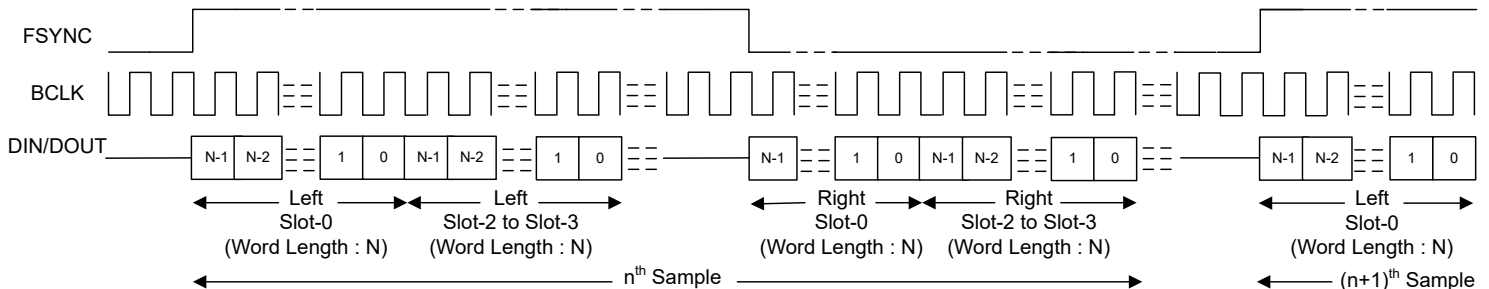 FSYNC
BCLK
DIN/DOUT
N-1 N-2 1 0 N-1 N-2 1 0 N-1 1 0 N-1 N-2 1 0 N-1 N-2 1 0
Left Left Right Right Left
Slot-0 Slot-2 to Slot-3 Slot-0 Slot-2 to Slot-3 Slot-0
(Word Length : N) (Word Length : N) (Word Length : N) (Word Length : N) (Word Length : N)
nth Sample (n+1)th Sample